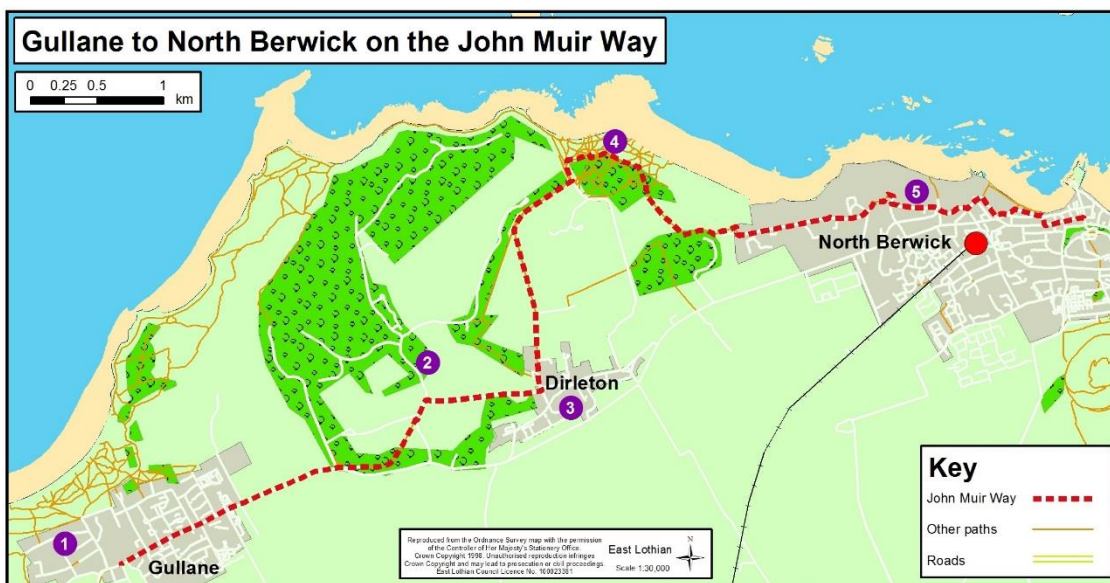 Gullane to North Berwick on the John Muir Way
0 0.25 0.5 1
km
4
5
North Berwick
2
Dirleton
3
1
Gullane
Reproduced from the Ordnance Survey map with the permission
of the Controller of Her Majesty's Stationery Office.
Crown Copyright 1998. Unauthorised reproduction infringes
Crown Copyright and may lead to prosecution or civil proceedings.
East Lothian Council Licence No. 100023381
East Lothian
Scale 1:30,000
N
Key
John Muir Way
Other paths
Roads